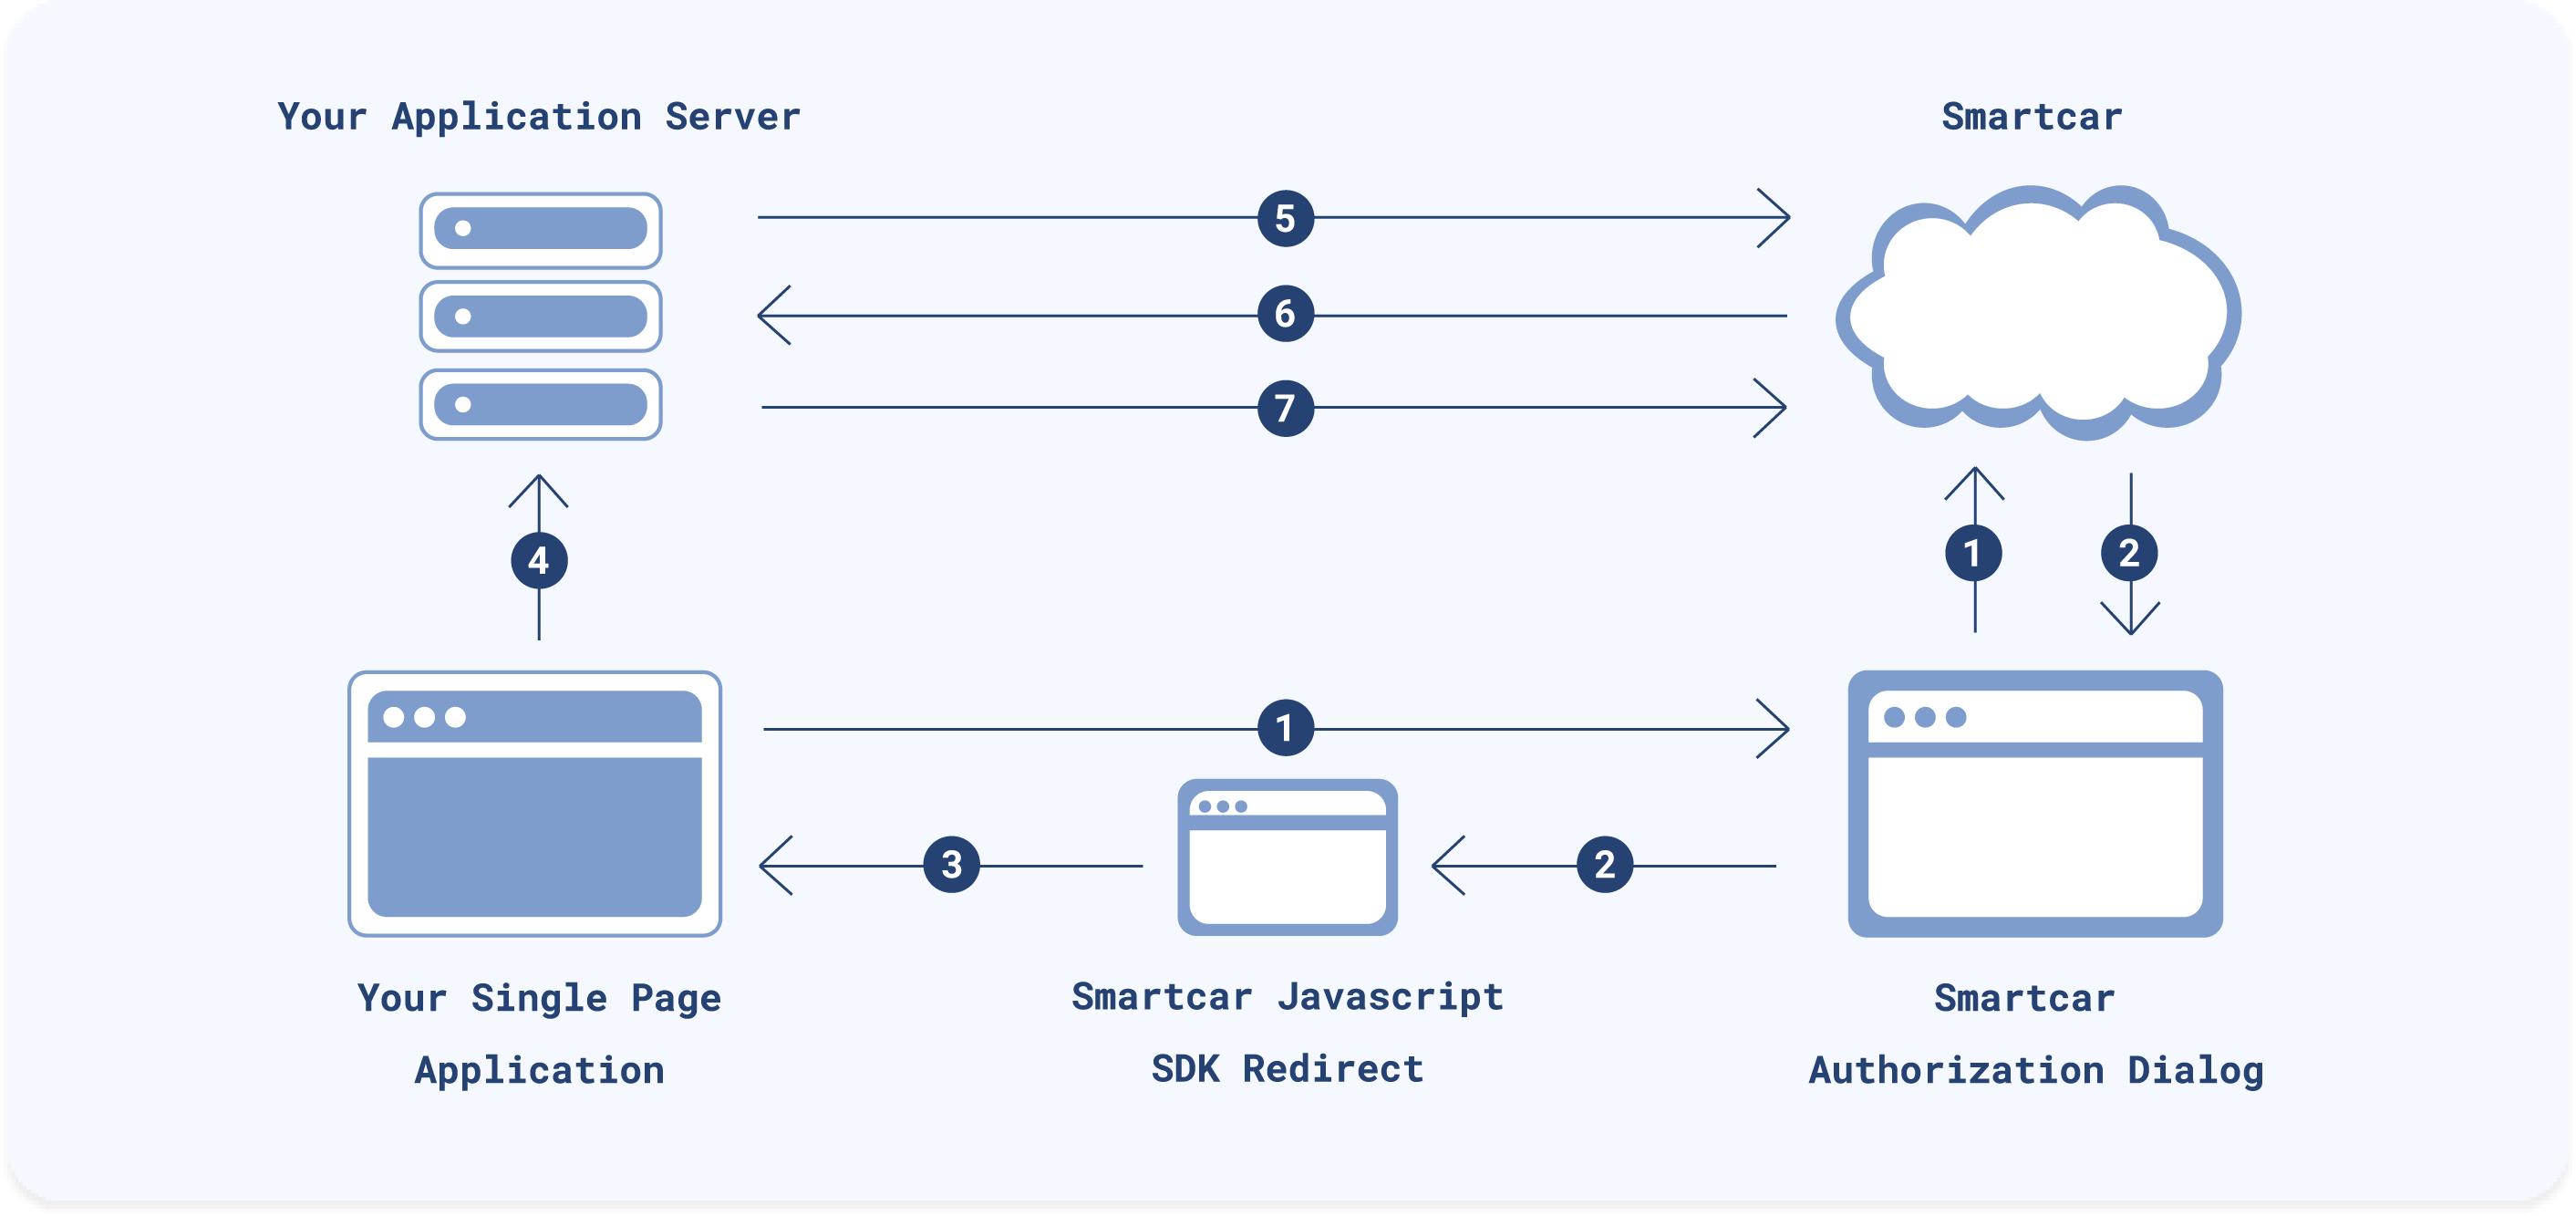 Your Application Server
Smartcar
5
6
7
4
1
2
1
3
2
Your Single Page
Application
Smartcar Javascript
SDK Redirect
Smartcar
Authorization Dialog